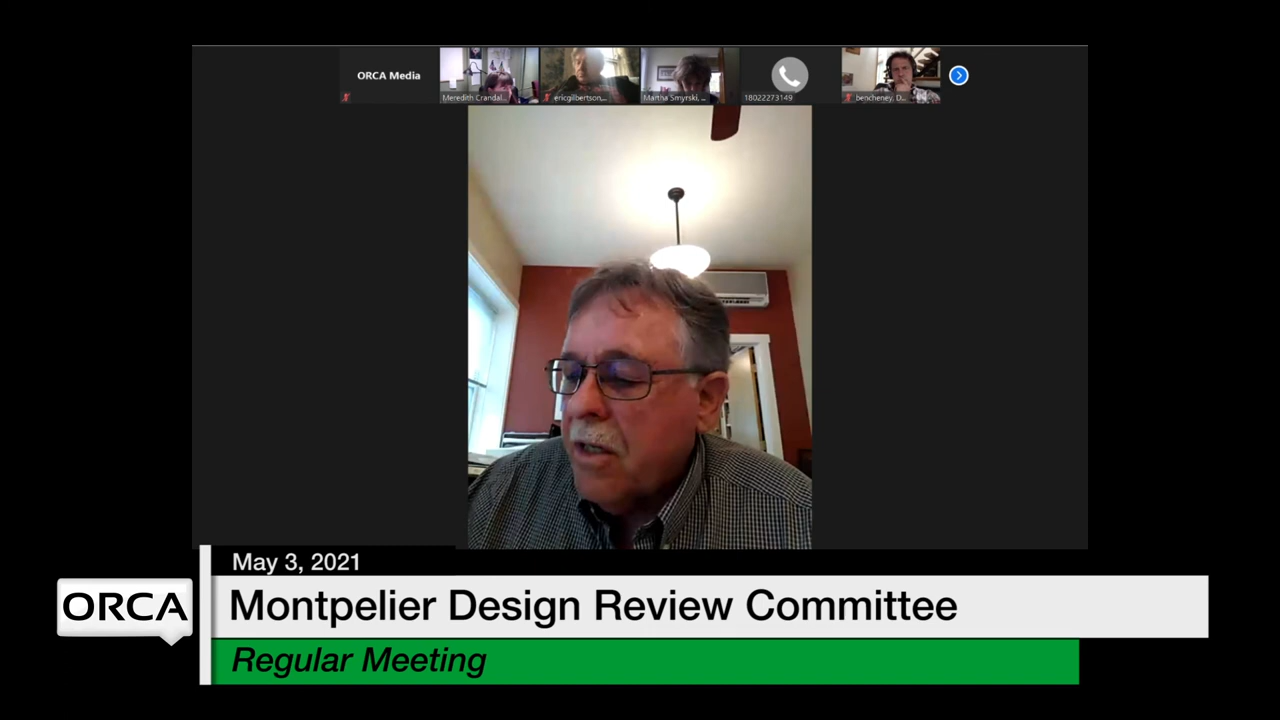 ORCA Media
Meredith Crandal...
ericgilbertson,...
Martha Smyrski, ...
18022273149
bencheney, D...
May 3, 2021
ORCA
Montpelier Design Review Committee
Regular Meeting